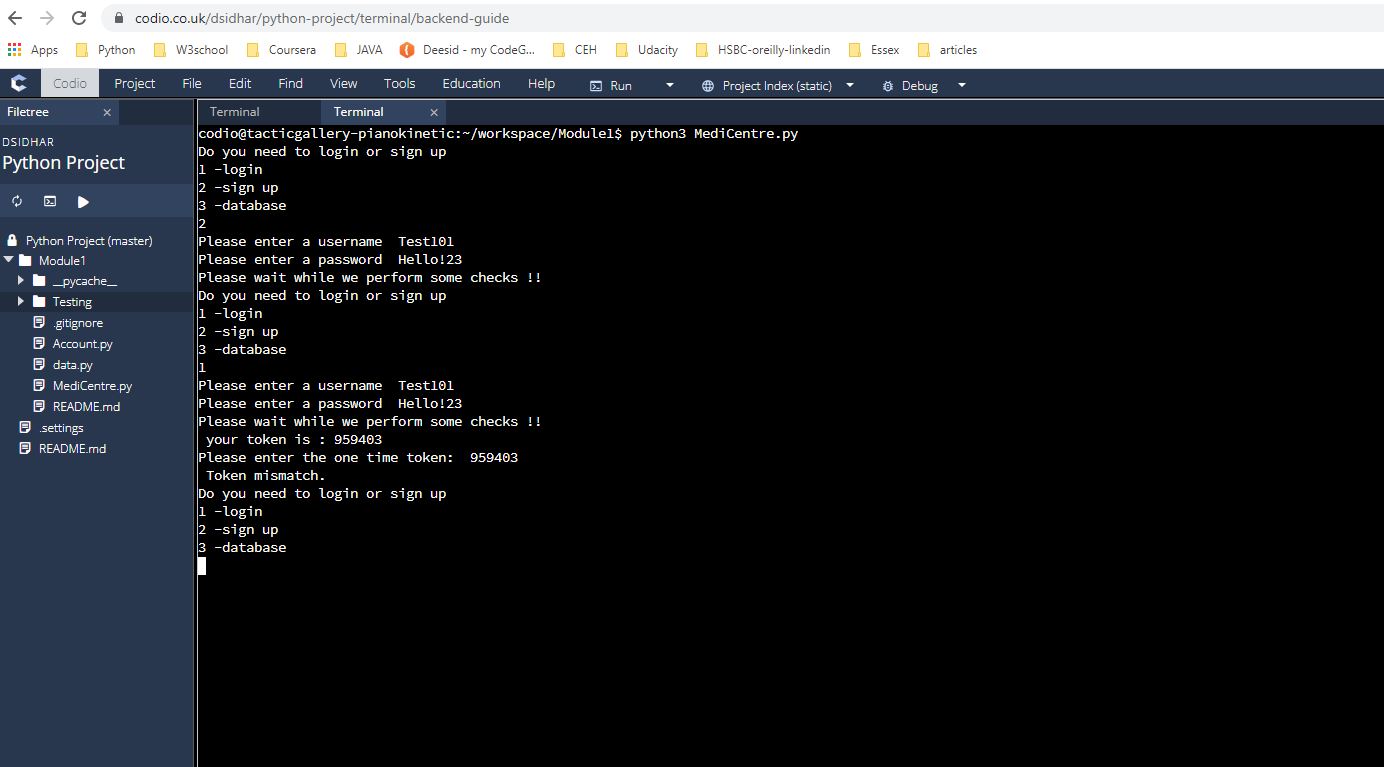 codio.co.uk/dsidhar/python-project/terminal/backend-guide
Apps Python W3school Coursera JAVA Deesid - my CodeG... CEH Udacity HSBC-oreilly-linkedin Essex articles
Codio Project File Edit Find View Tools Education Help Run Project Index (static) Debug
Filetree
DSIDHAR
Python Project
Python Project (master)
Module1
__pycache__
Testing
.gitignore
Account.py
data.py
MediCentre.py
README.md
.settings
README.md
Terminal Terminal
codio@tacticgallery-pianokinetic:~/workspace/Module1$ python3 MediCentre.py
Do you need to login or sign up
1 -login
2 -sign up
3 -database
2
Please enter a username  Test101
Please enter a password  Hello!23
Please wait while we perform some checks !!
Do you need to login or sign up
1 -login
2 -sign up
3 -database
1
Please enter a username  Test101
Please enter a password  Hello!23
Please wait while we perform some checks !!
 your token is : 959403
Please enter the one time token:  959403
 Token mismatch.
Do you need to login or sign up
1 -login
2 -sign up
3 -database